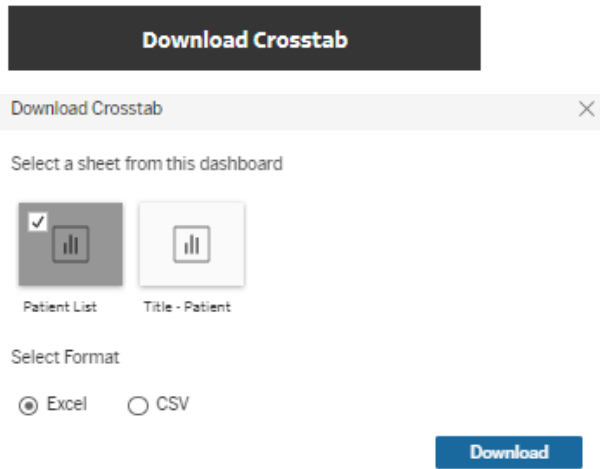 Download Crosstab
Download Crosstab
Select a sheet from this dashboard
Patient List
Title - Patient
Select Format
Excel
CSV
Download